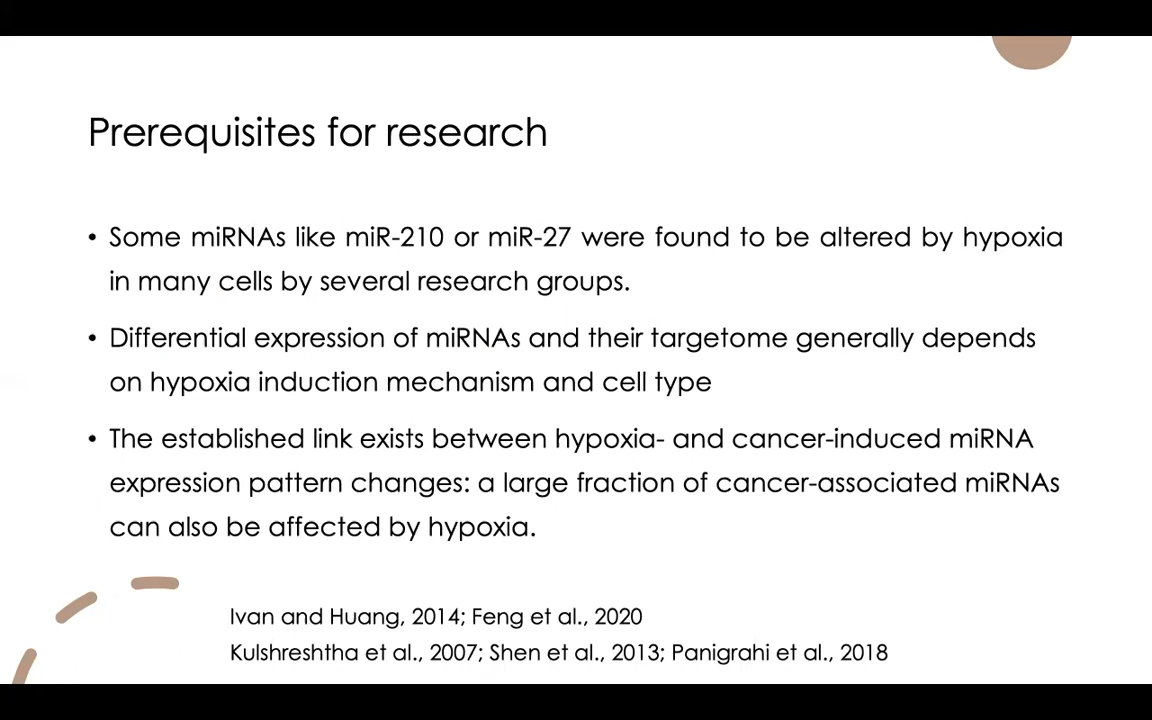 Prerequisites for research
• Some miRNAs like miR-210 or miR-27 were found to be altered by hypoxia
in many cells by several research groups.
• Differential expression of miRNAs and their targetome generally depends
on hypoxia induction mechanism and cell type
• The established link exists between hypoxia- and cancer-induced miRNA
expression pattern changes: a large fraction of cancer-associated miRNAs
can also be affected by hypoxia.
Ivan and Huang, 2014; Feng et al., 2020
Kulshreshtha et al., 2007; Shen et al., 2013; Panigrahi et al., 2018